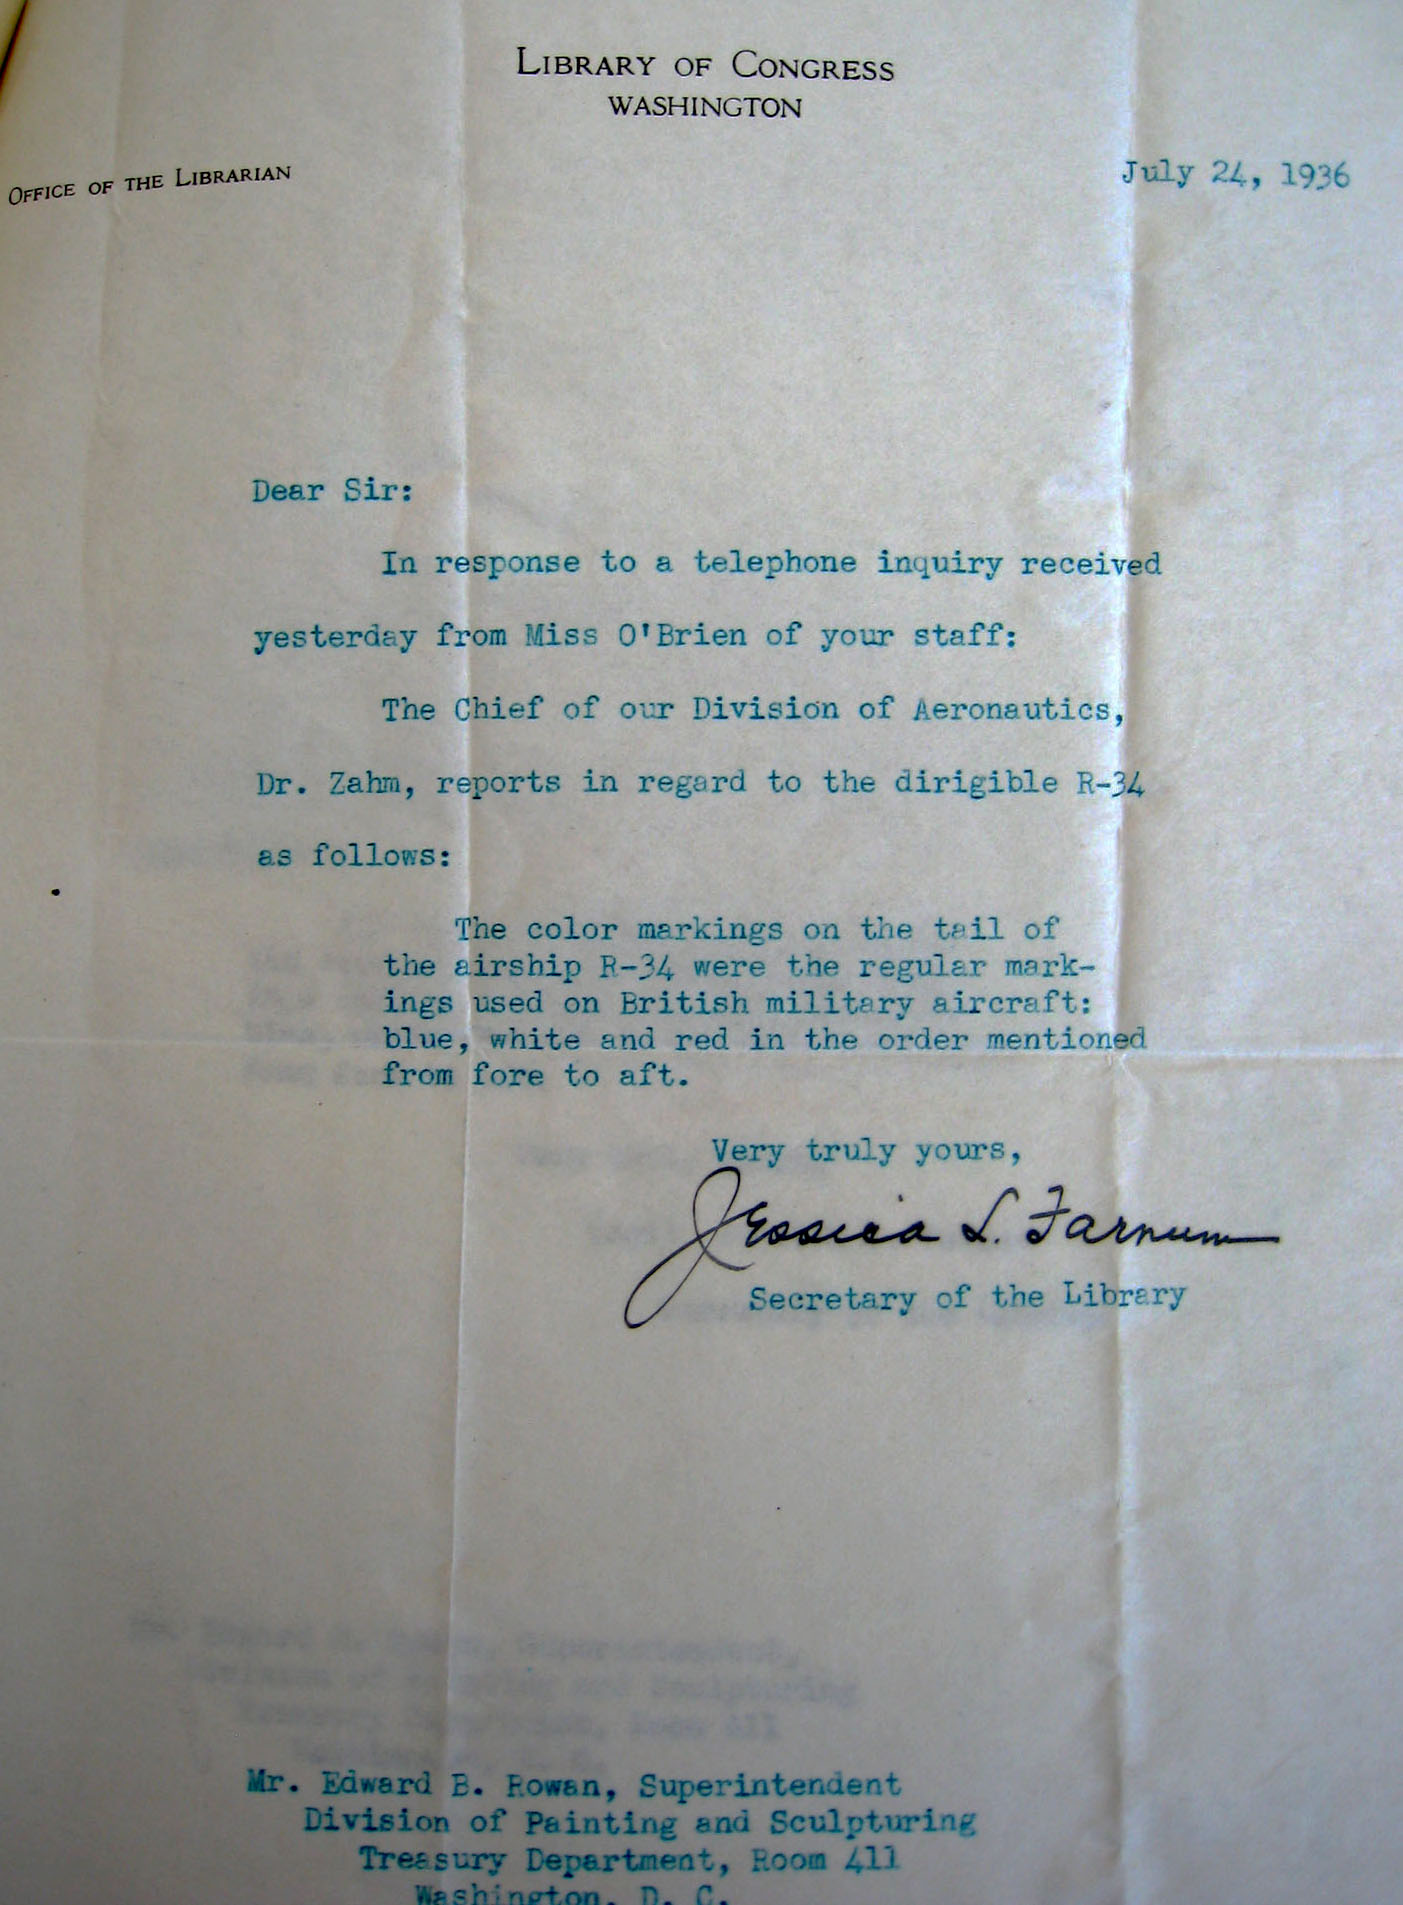 LIBRARY OF CONGRESS
WASHINGTON
OFFICE OF THE LIBRARIAN
July 24, 1936
Dear Sir:
In response to a telephone inquiry received
yesterday from Miss O'Brien of your staff:
The Chief of our Division of Aeronautics,
Dr. Zahm, reports in regard to the dirigible R-34
as follows:
The color markings on the tail of
the airship R-34 were the regular mark-
ings used on British military aircraft:
blue, white and red in the order mentioned
from fore to aft.
Very truly yours,
Jessica L. Farnum
Secretary of the Library
Mr. Edward B. Rowan, Superintendent
Division of Painting and Sculpturing
Treasury Department, Room 411
Washington, D. C.